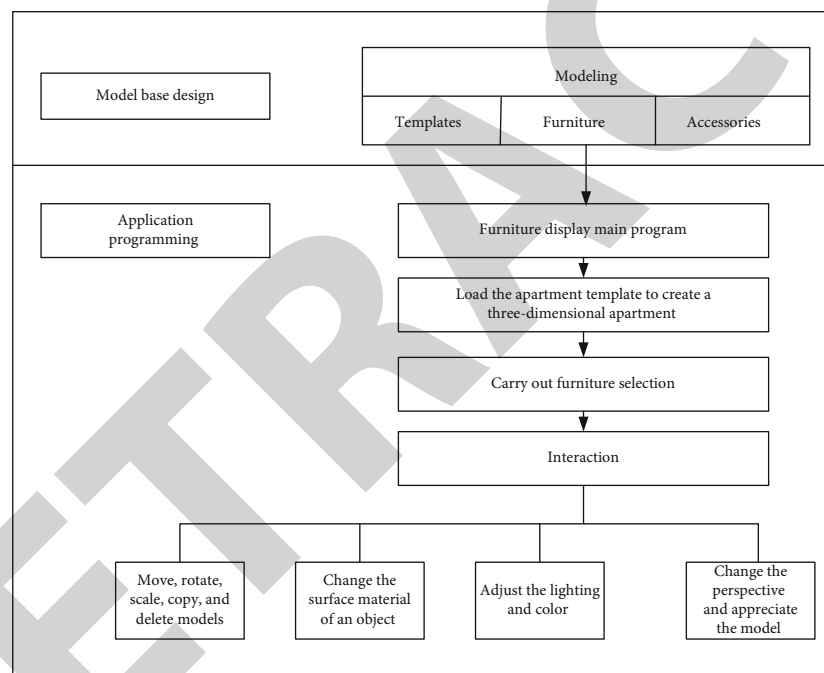 Modeling
Model base design
Templates
Furniture
Accessories
Application
programming
Furniture display main program
Load the apartment template to create a
three-dimensional apartment
Carry out furniture selection
Interaction
Move, rotate,
scale, copy, and
delete models
Change the
surface material
of an object
Adjust the lighting
and color
Change the
perspective
and appreciate
the model
ETRAC